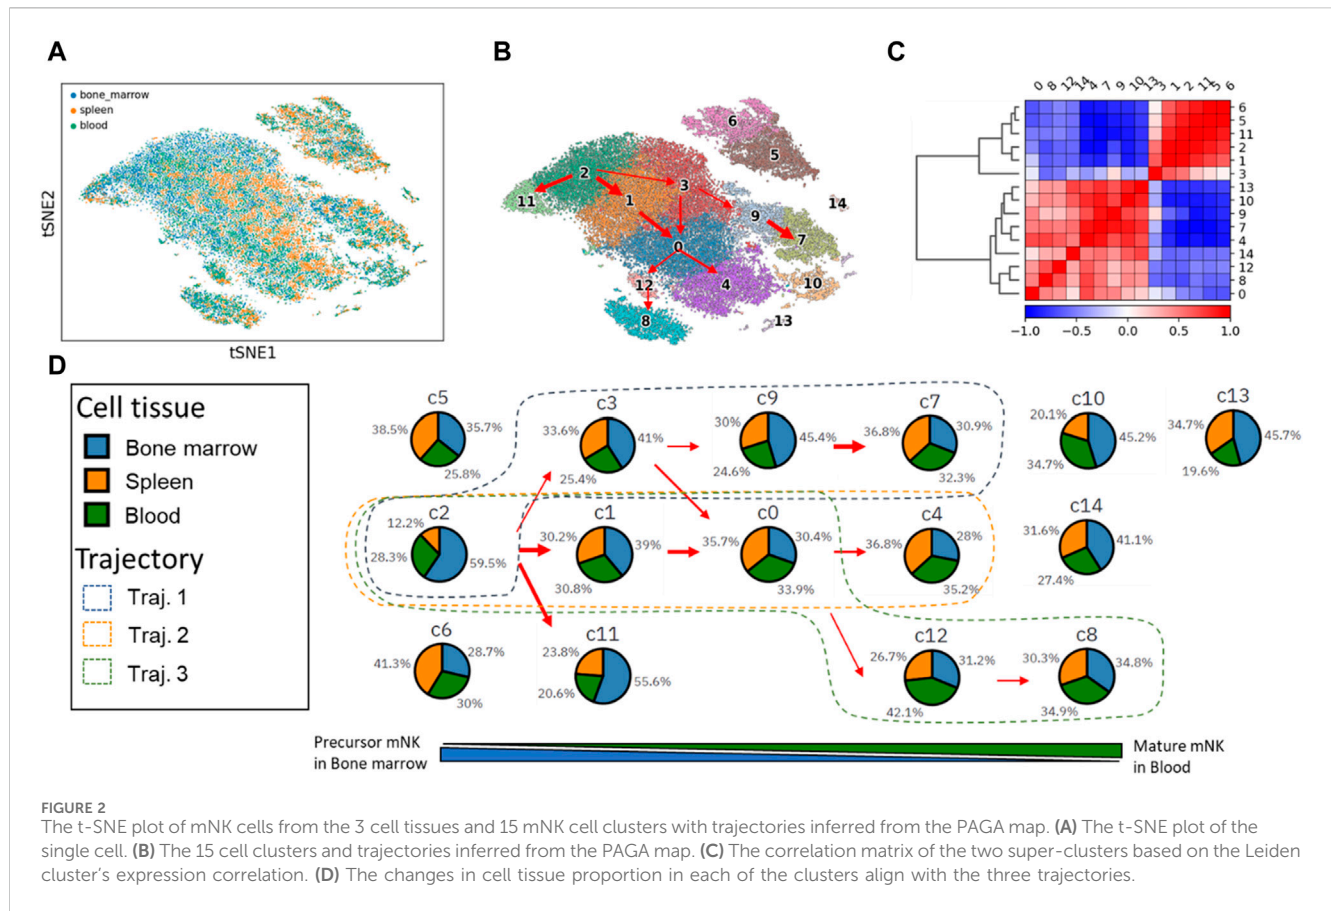 A
B
C
bone_marrow
spleen
blood
tSNE2
tSNE1
6
5
2
3
11
1
14
9
7
0
12
4
10
8
13
0 8 12 14 4 7 9 10 13 3 1 2 11 5 6
6
5
11
2
1
3
13
10
9
7
4
14
12
8
0
−1.0 −0.5 0.0 0.5 1.0
D
Cell tissue
Bone marrow
Spleen
Blood
Trajectory
Traj. 1
Traj. 2
Traj. 3
c5
38.5% 35.7%
25.8%
c3
33.6% 41%
25.4%
c9
30% 45.4%
24.6%
c7
36.8% 30.9%
32.3%
c10
20.1% 45.2%
34.7%
c13
34.7% 45.7%
19.6%
c2
12.2%
28.3% 59.5%
c1
30.2% 39%
30.8%
c0
35.7% 30.4%
33.9%
c4
36.8% 28%
35.2%
c14
31.6% 41.1%
27.4%
c6
41.3% 28.7%
30%
c11
23.8%
20.6% 55.6%
c12
26.7% 31.2%
42.1%
c8
30.3% 34.8%
34.9%
Precursor mNK
in Bone marrow
Mature mNK
in Blood
FIGURE 2
The t-SNE plot of mNK cells from the 3 cell tissues and 15 mNK cell clusters with trajectories inferred from the PAGA map. (A) The t-SNE plot of the
single cell. (B) The 15 cell clusters and trajectories inferred from the PAGA map. (C) The correlation matrix of the two super-clusters based on the Leiden
cluster's expression correlation. (D) The changes in cell tissue proportion in each of the clusters align with the three trajectories.